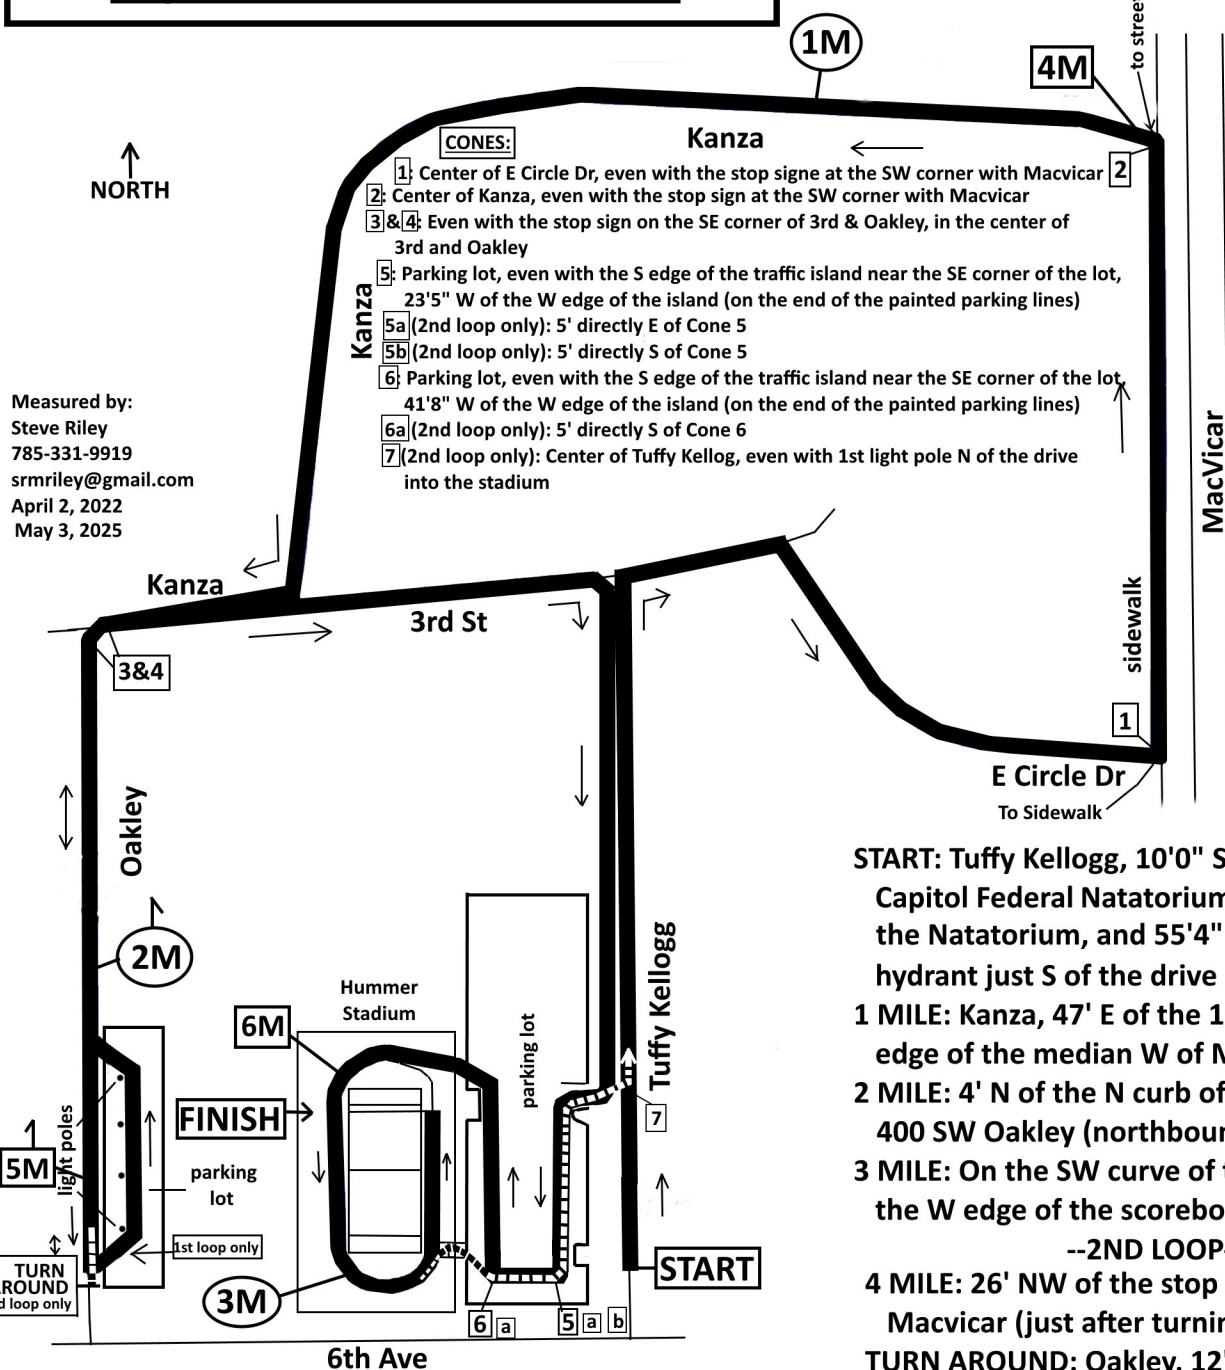 1M
4M
to stree
Kanza
CONES:
1: Center of E Circle Dr, even with the stop signe at the SW corner with Macvicar
2
2: Center of Kanza, even with the stop sign at the SW corner with Macvicar
3 & 4: Even with the stop sign on the SE corner of 3rd & Oakley, in the center of
3rd and Oakley
5: Parking lot, even with the S edge of the traffic island near the SE corner of the lot,
23'5" W of the W edge of the island (on the end of the painted parking lines)
5a (2nd loop only): 5' directly E of Cone 5
5b (2nd loop only): 5' directly S of Cone 5
6: Parking lot, even with the S edge of the traffic island near the SE corner of the lot,
41'8" W of the W edge of the island (on the end of the painted parking lines)
6a (2nd loop only): 5' directly S of Cone 6
7 (2nd loop only): Center of Tuffy Kellog, even with 1st light pole N of the drive
into the stadium
NORTH
Kanza
Measured by:
Steve Riley
785-331-9919
srmriley@gmail.com
April 2, 2022
May 3, 2025
MacVicar
sidewalk
Kanza
3rd St
3&4
1
E Circle Dr
To Sidewalk
Oakley
2M
Hummer
Stadium
6M
FINISH
parking lot
Tuffy Kellogg
7
light poles
5M
parking
lot
1st loop only
TURN
AROUND
d loop only
3M
START
6 a
5 a b
6th Ave
START: Tuffy Kellogg, 10'0" S
Capitol Federal Natatorium
the Natatorium, and 55'4"
hydrant just S of the drive
1 MILE: Kanza, 47' E of the 1
edge of the median W of M
2 MILE: 4' N of the N curb of
400 SW Oakley (northboun
3 MILE: On the SW curve of t
the W edge of the scorebo
--2ND LOOP-
4 MILE: 26' NW of the stop
Macvicar (just after turnin
TURN AROUND: Oakley, 12'